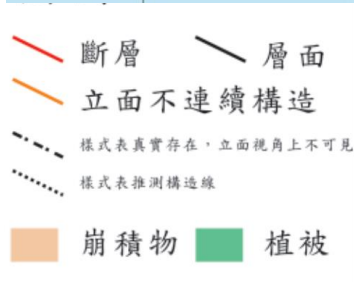 斷層 層面
立面不連續構造
樣式表真實存在，立面視角上不可見
樣式表推測構造線
崩積物 植被